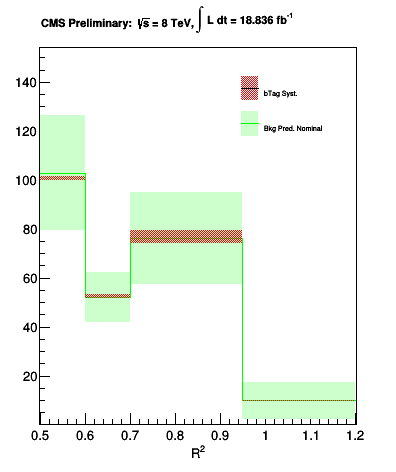 CMS Preliminary: √s = 8 TeV, ∫ L dt = 18.836 fb⁻¹
bTag Syst.
Bkg Pred. Nominal
140
120
100
80
60
40
20
0.5 0.6 0.7 0.8 0.9 1 1.1 1.2
R²